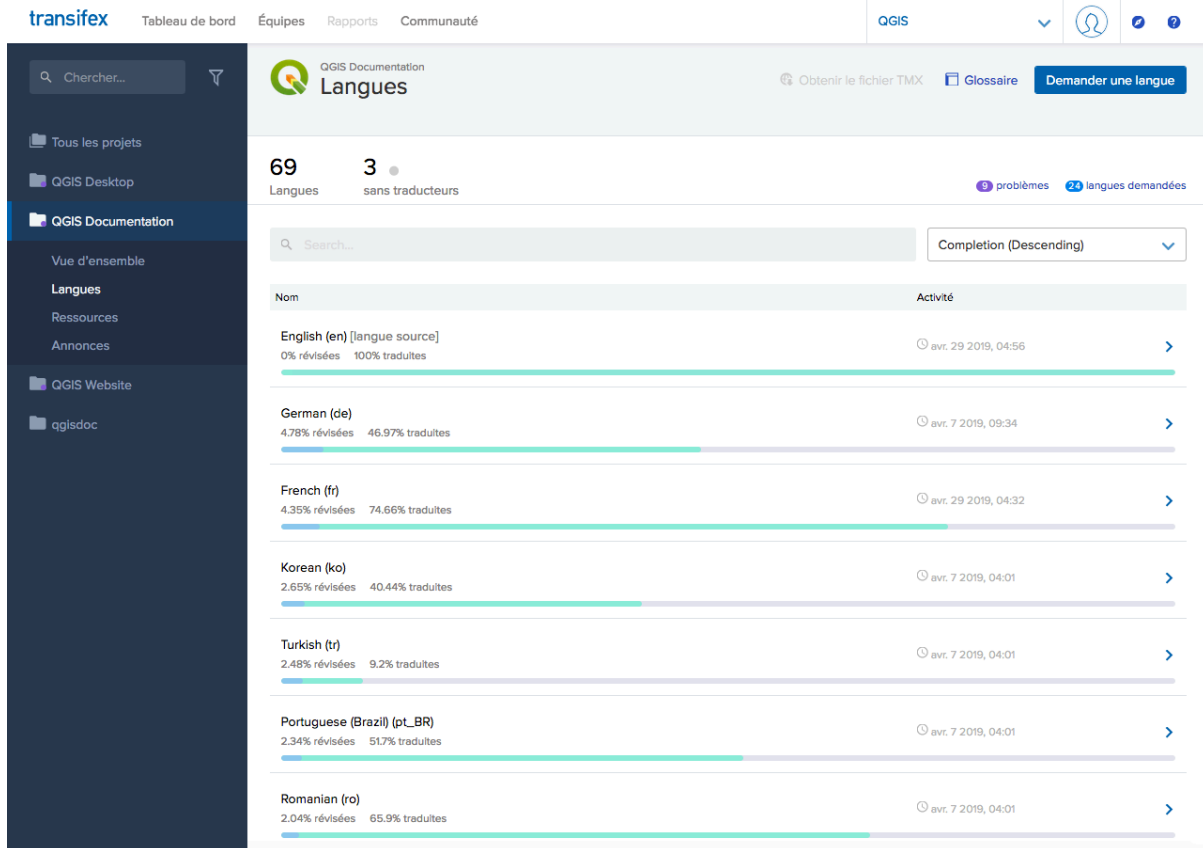 transifex Tableau de bord Équipes Rapports Communauté QGIS
Chercher...
Tous les projets
QGIS Desktop
QGIS Documentation
Vue d'ensemble
Langues
Ressources
Annonces
QGIS Website
qgisdoc
QGIS Documentation
Langues
Obtenir le fichier TMX Glossaire Demander une langue
69 3
Langues sans traducteurs
9 problèmes 24 langues demandées
Search... Completion (Descending)
Nom Activité
English (en) [langue source]
0% révisées 100% traduites avr. 29 2019, 04:56
German (de)
4.78% révisées 46.97% traduites avr. 7 2019, 09:34
French (fr)
4.35% révisées 74.66% traduites avr. 29 2019, 04:32
Korean (ko)
2.65% révisées 40.44% traduites avr. 7 2019, 04:01
Turkish (tr)
2.48% révisées 9.2% traduites avr. 7 2019, 04:01
Portuguese (Brazil) (pt_BR)
2.34% révisées 51.7% traduites avr. 7 2019, 04:01
Romanian (ro)
2.04% révisées 65.9% traduites avr. 7 2019, 04:01